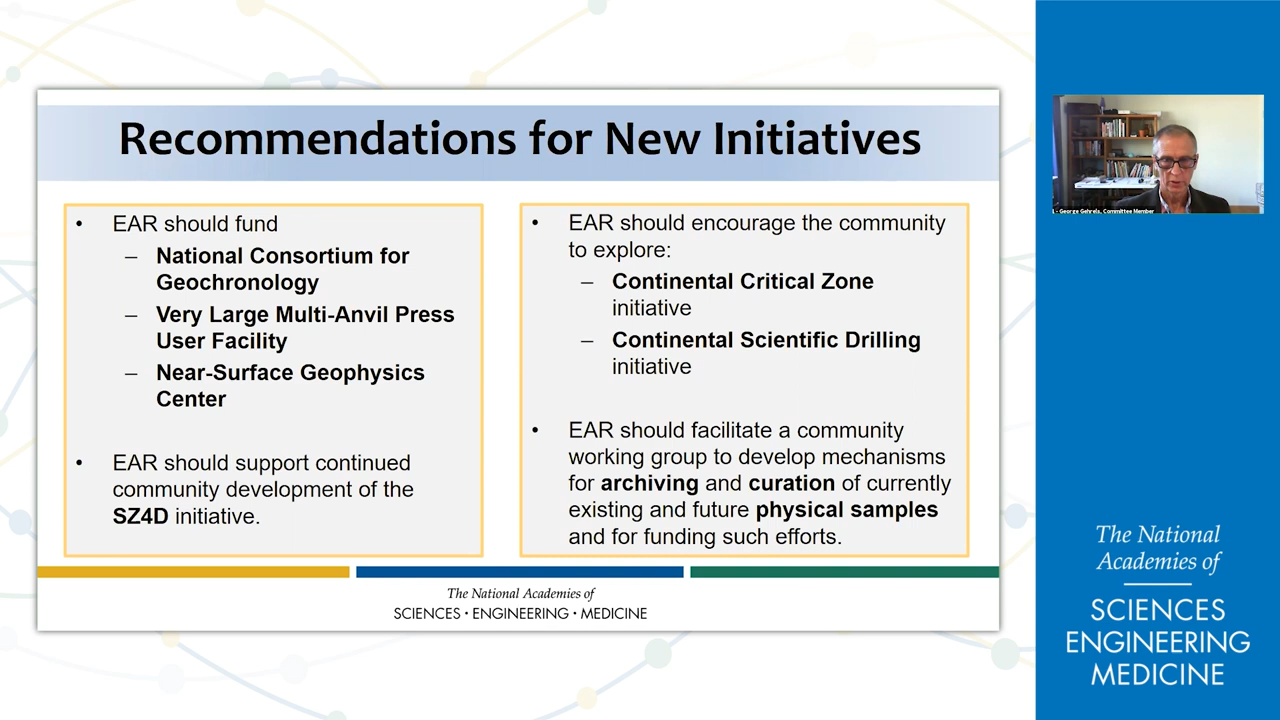 Recommendations for New Initiatives
• EAR should fund
– National Consortium for
Geochronology
– Very Large Multi-Anvil Press
User Facility
– Near-Surface Geophysics
Center
• EAR should support continued
community development of the
SZ4D initiative.
• EAR should encourage the community
to explore:
– Continental Critical Zone
initiative
– Continental Scientific Drilling
initiative
• EAR should facilitate a community
working group to develop mechanisms
for archiving and curation of currently
existing and future physical samples
and for funding such efforts.
The National Academies of
SCIENCES • ENGINEERING • MEDICINE
George Gehrels, Committee Member
The National
Academies of
SCIENCES
ENGINEERING
MEDICINE